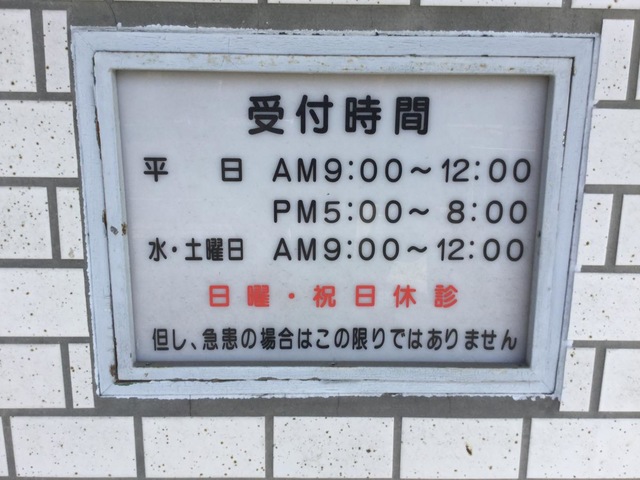 受付時間
平　日 AM9:00〜12:00
PM5:00〜 8:00
水・土曜日 AM9:00〜12:00
日曜・祝日休診
但し、急患の場合はこの限りではありません